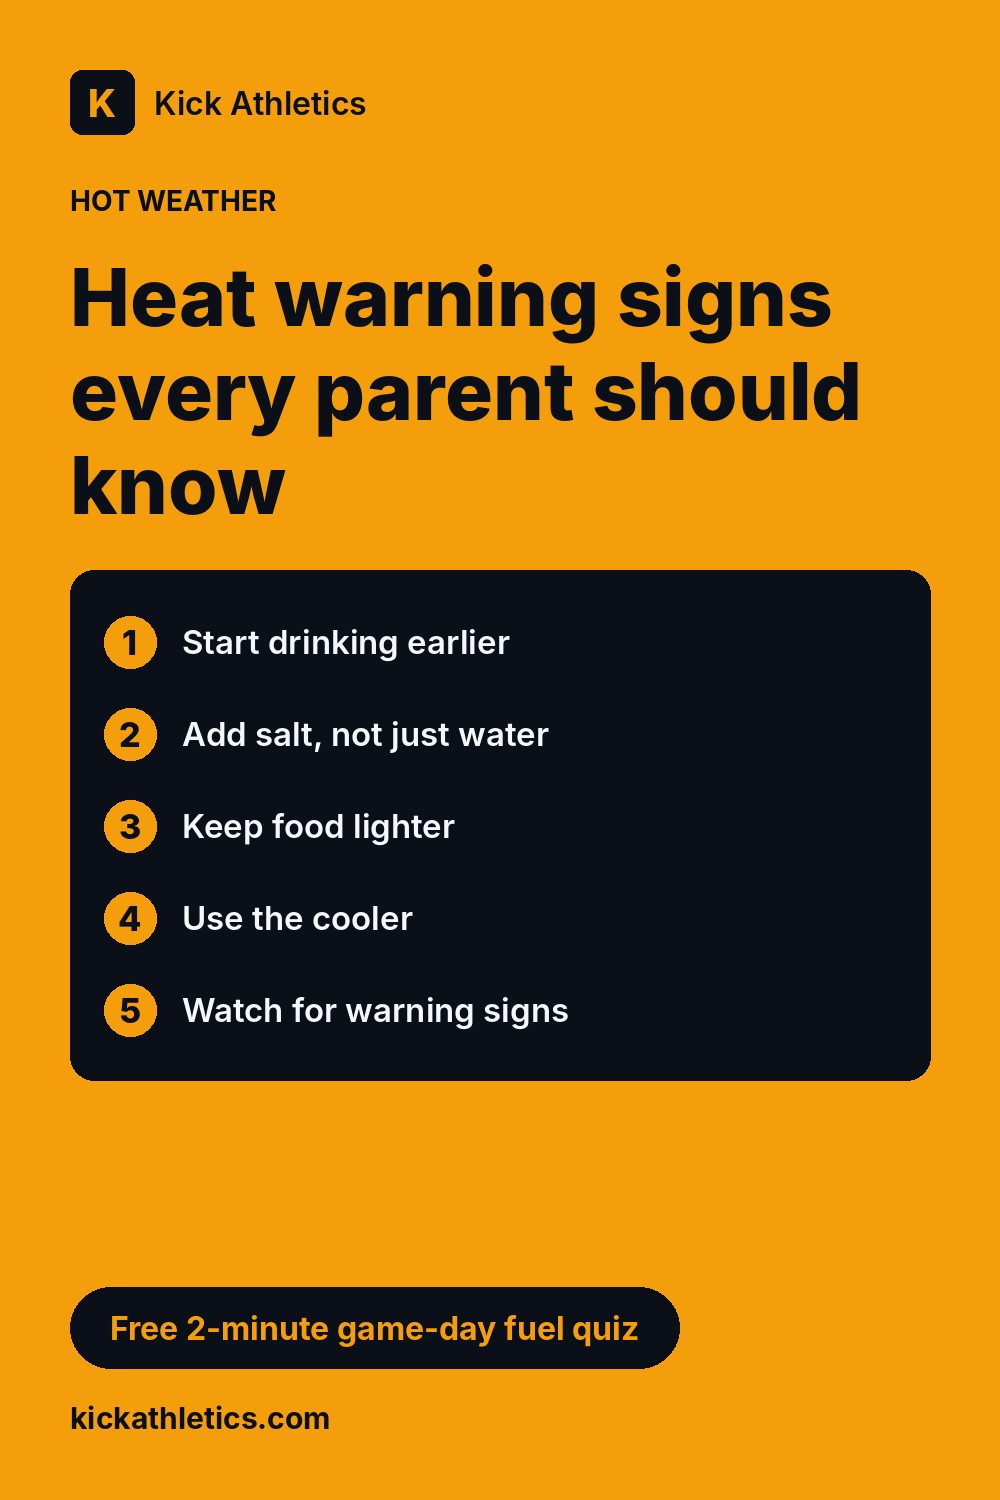 K
Kick Athletics
HOT WEATHER
Heat warning signs
every parent should
know
1 Start drinking earlier
2 Add salt, not just water
3 Keep food lighter
4 Use the cooler
5 Watch for warning signs
Free 2-minute game-day fuel quiz
kickathletics.com